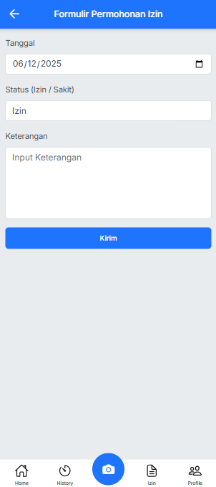 Formulir Permohonan Izin
Tanggal
06/12/2025
Status (Izin / Sakit)
Izin
Keterangan
Input Keterangan
Kirim
Home History Izin Profile